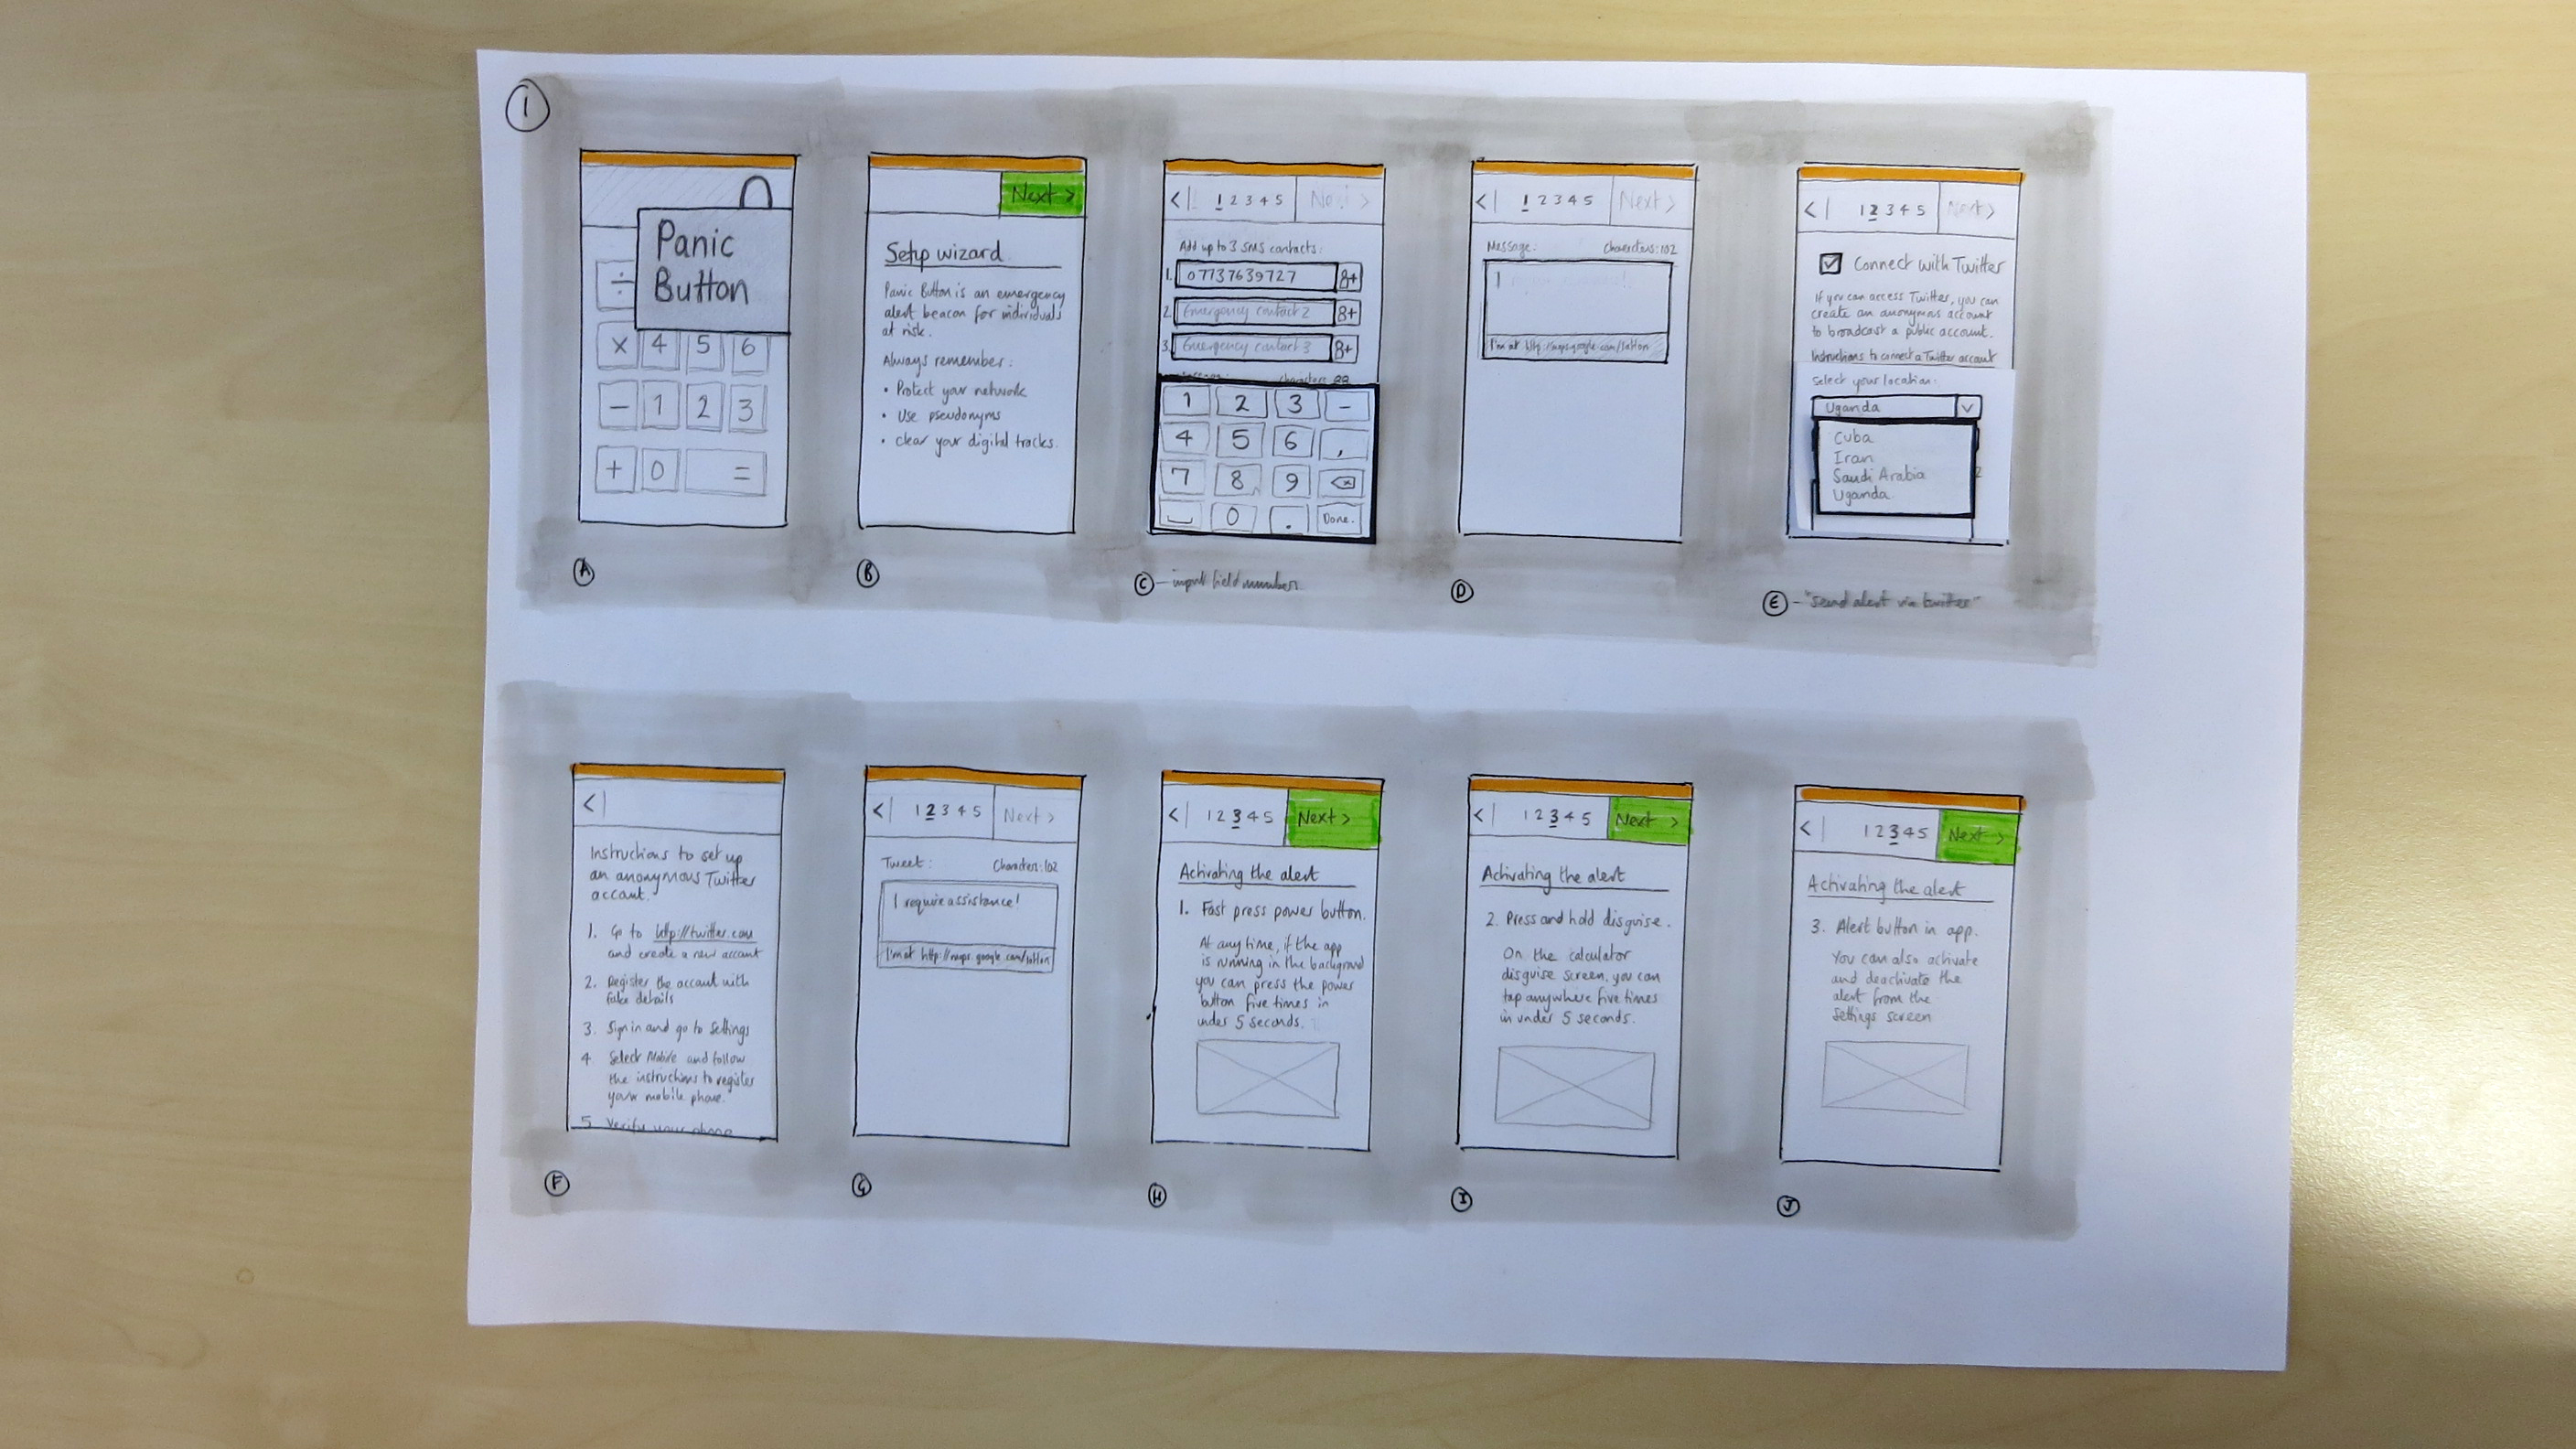 1
Panic
Button
÷
× 4 5 6
− 1 2 3
+ 0 =
A
Next >
Setup wizard
Panic Button is an emergency
alert beacon for individuals
at risk.
Always remember:
• Protect your network
• Use pseudonyms
• clear your digital tracks.
B
< 1 2 3 4 5 Next >
Add up to 3 SMS contacts:
1. 07737639727 8+
2. Emergency contact 2 8+
3. Emergency contact 3 8+
characters
1 2 3 −
4 5 6 ,
7 8 9
0 . Done.
C – input field number
< 1 2 3 4 5 Next >
Message: Characters: 102
I
I'm at http://maps.google.com/
D
< 1 2 3 4 5 Next >
Connect with Twitter
If you can access Twitter, you can
create an anonymous account
to broadcast a public account.
Instructions to connect a Twitter account
Select your location:
Uganda
Cuba
Iran
Saudi Arabia
Uganda
2
E – "Send alert via twitter"
<
Instructions to set up
an anonymous Twitter
account.
1. Go to http://twitter.com
and create a new account
2. Register the account with
fake details
3. Sign in and go to Settings
4 Select Mobile and follow
the instructions to register
your mobile phone.
5 Verify your phone
F
< 1 2 3 4 5 Next >
Tweet: Characters: 102
I require assistance!
I'm at http://maps.google.com/
G
< 1 2 3 4 5 Next >
Activating the alert
1. Fast press power button.
At any time, if the app
is running in the background
you can press the power
button five times in
under 5 seconds.
H
< 1 2 3 4 5 Next >
Activating the alert
2. Press and hold disguise.
On the calculator
disguise screen, you can
tap anywhere five times
in under 5 seconds.
I
< 1 2 3 4 5 Next >
Activating the alert
3. Alert button in app.
You can also activate
and deactivate the
alert from the
Settings screen
J